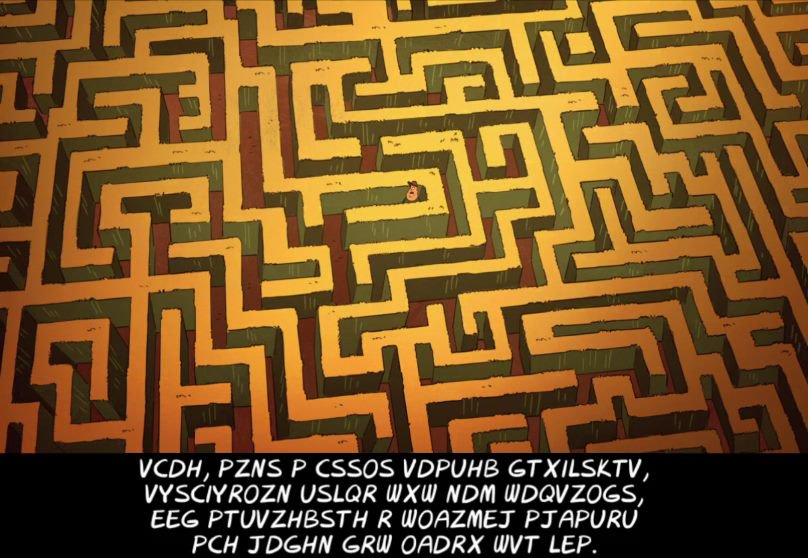 VCDH, PZNS P CSSOS VDPUHB GTXILSKTV,
VYSCIYROZN USLQR WXW NDM WDQVZOGS,
EEG PTUVZHBSTH R WOAZMEJ PJAPURU
PCH JDGHN GRW OADRX WVT LEP.